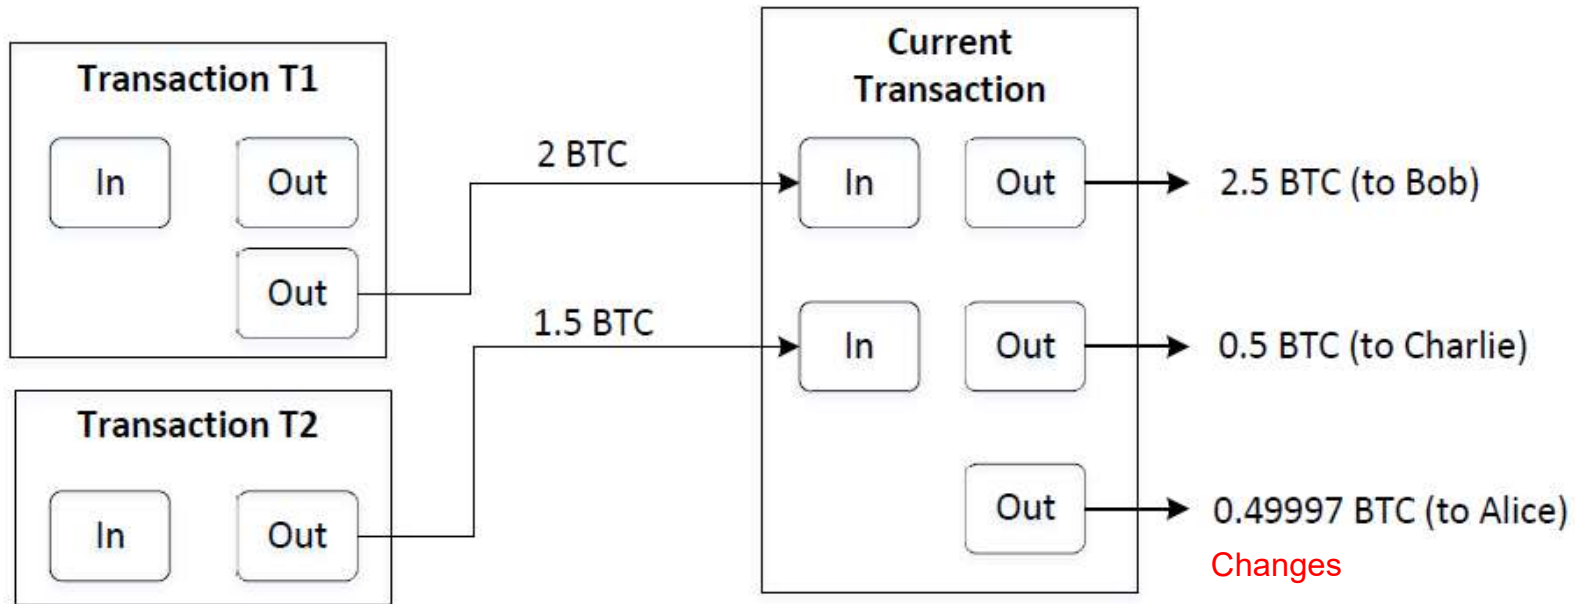 Transaction T1
In
Out
Out
Transaction T2
In
Out
2 BTC
1.5 BTC
Current
Transaction
In
Out
In
Out
Out
2.5 BTC (to Bob)
0.5 BTC (to Charlie)
0.49997 BTC (to Alice)
Changes